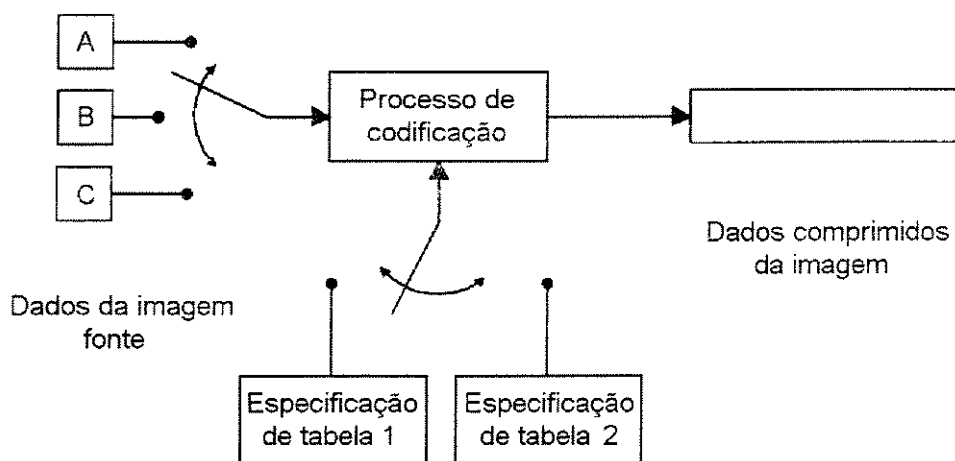 A
B
C
Processo de
codificação
Dados comprimidos
da imagem
Dados da imagem
fonte
Especificação
de tabela 1
Especificação
de tabela 2